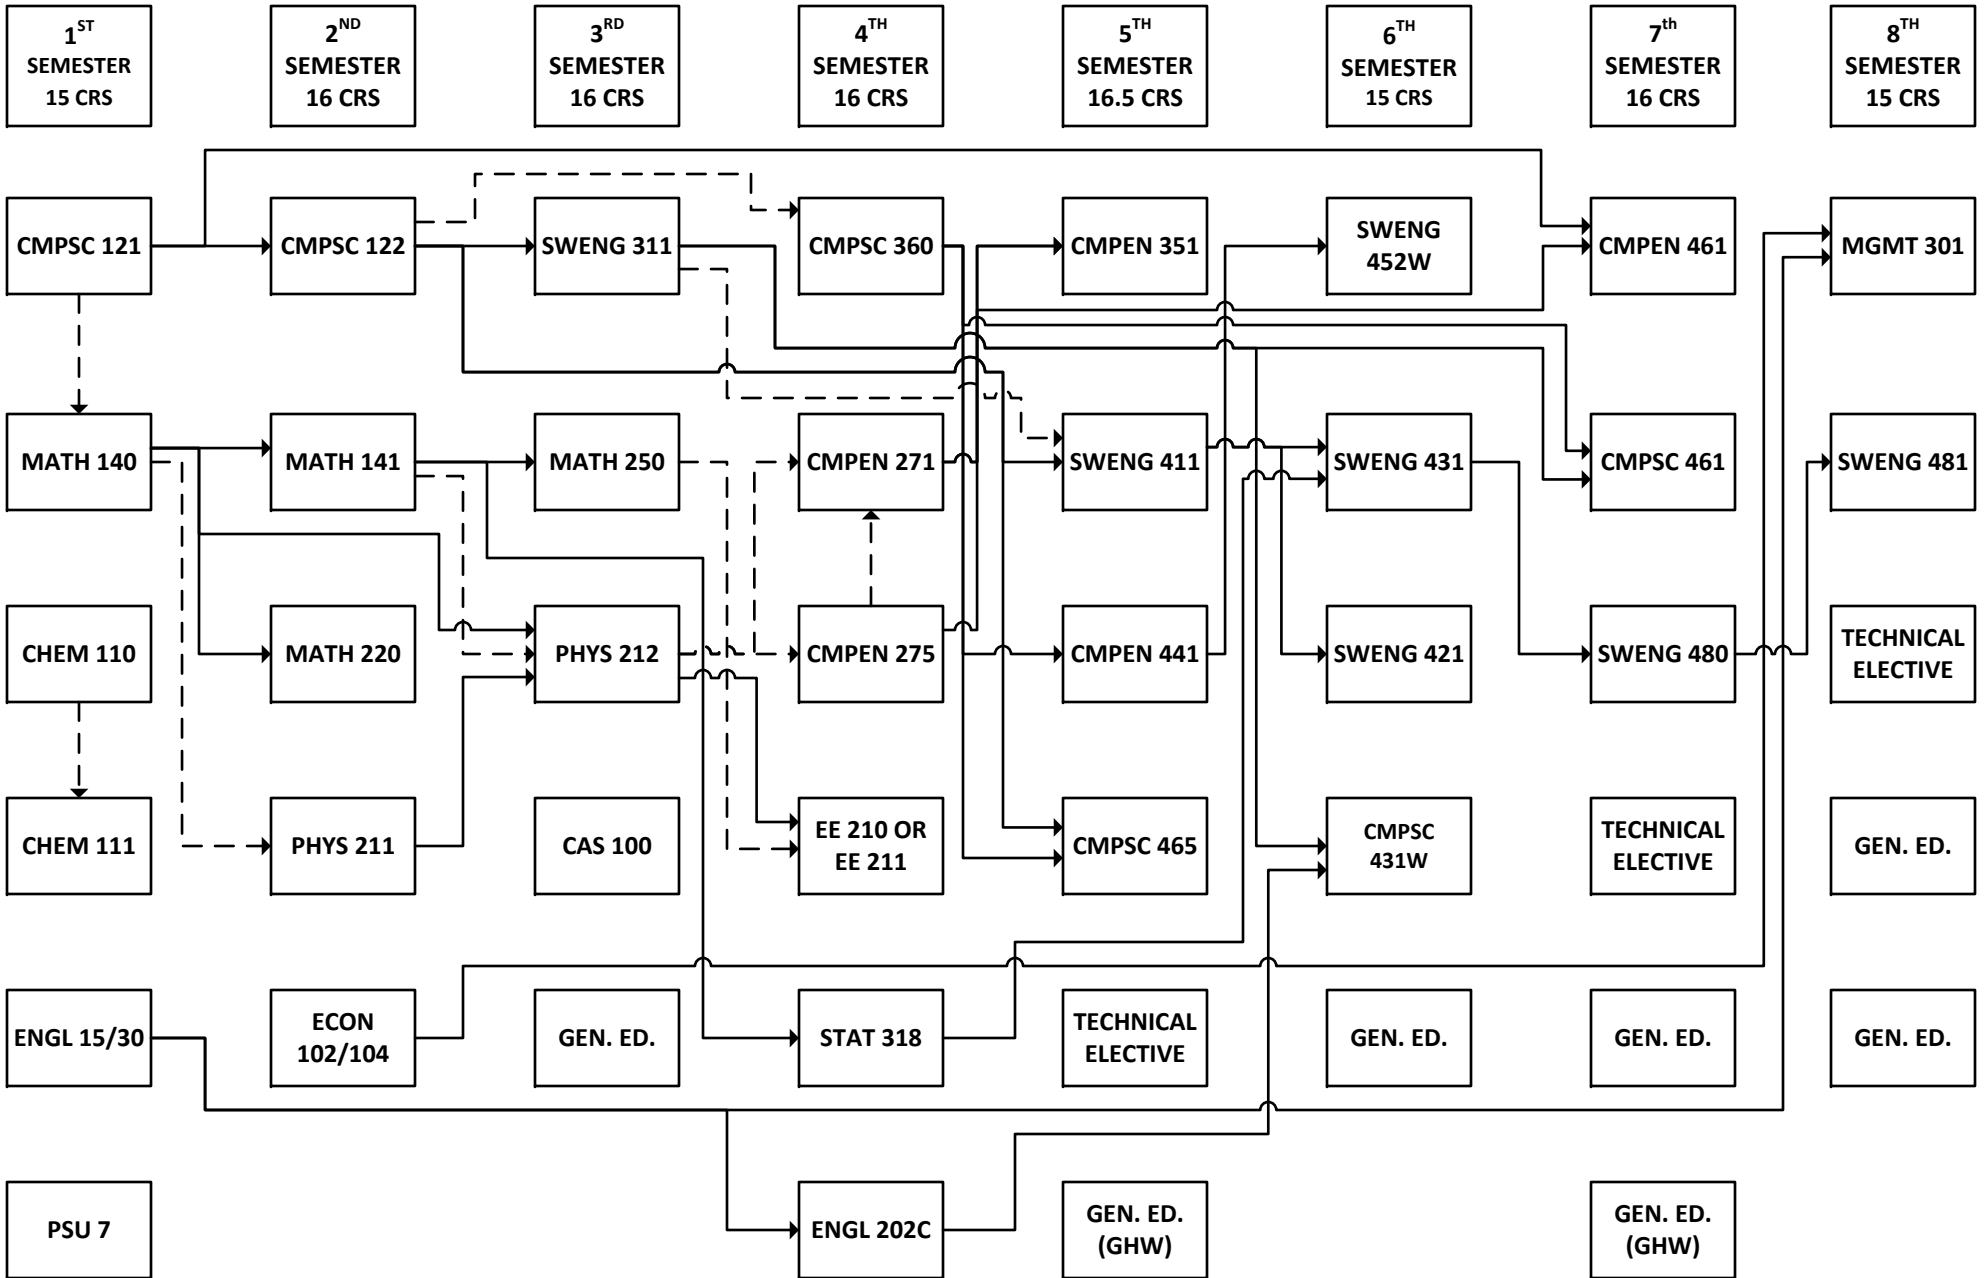 1ST
SEMESTER
15 CRS
2ND
SEMESTER
16 CRS
3RD
SEMESTER
16 CRS
4TH
SEMESTER
16 CRS
5TH
SEMESTER
16.5 CRS
6TH
SEMESTER
15 CRS
7th
SEMESTER
16 CRS
8TH
SEMESTER
15 CRS
CMPSC 121
CMPSC 122
SWENG 311
CMPSC 360
CMPEN 351
SWENG
452W
CMPEN 461
MGMT 301
MATH 140
MATH 141
MATH 250
CMPEN 271
SWENG 411
SWENG 431
CMPSC 461
SWENG 481
CHEM 110
MATH 220
PHYS 212
CMPEN 275
CMPEN 441
SWENG 421
SWENG 480
TECHNICAL
ELECTIVE
CHEM 111
PHYS 211
CAS 100
EE 210 OR
EE 211
CMPSC 465
CMPSC
431W
TECHNICAL
ELECTIVE
GEN. ED.
ENGL 15/30
ECON
102/104
GEN. ED.
STAT 318
TECHNICAL
ELECTIVE
GEN. ED.
GEN. ED.
GEN. ED.
PSU 7
ENGL 202C
GEN. ED.
(GHW)
GEN. ED.
(GHW)